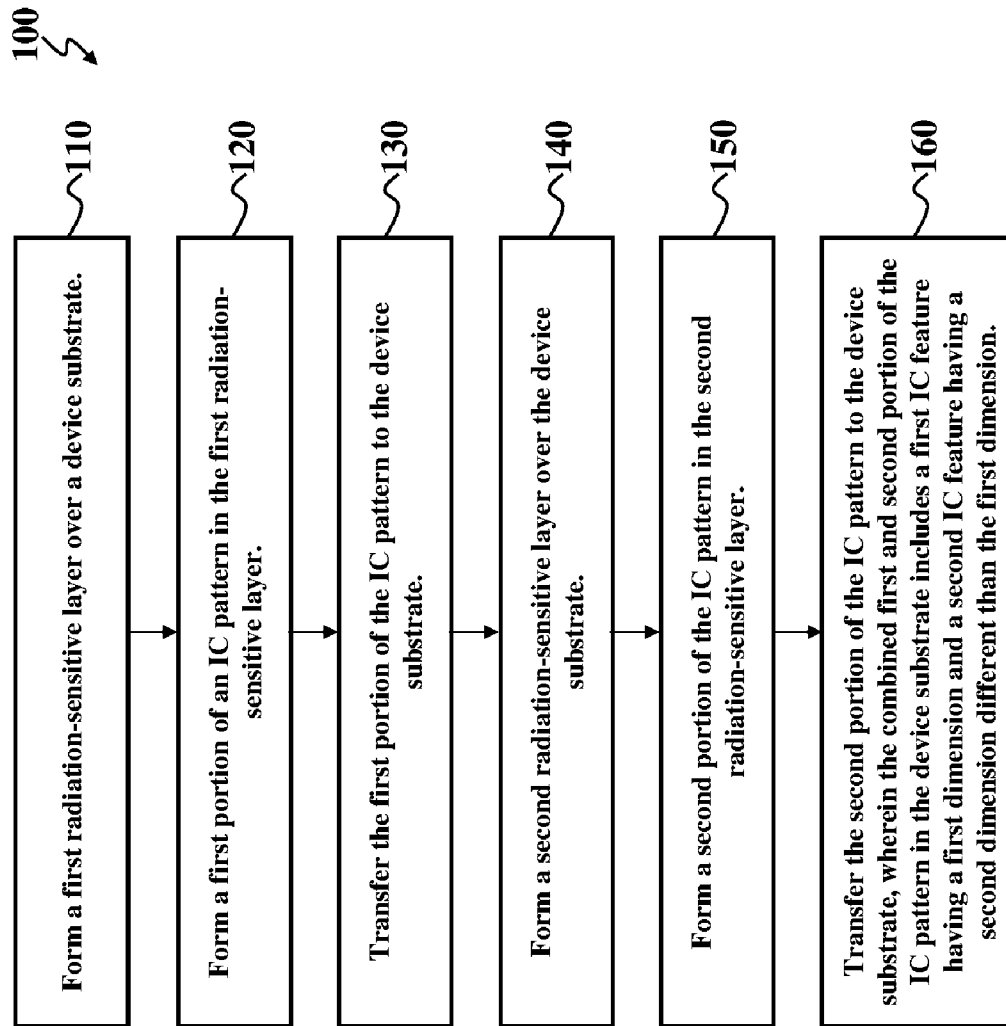 100
Form a first radiation-sensitive layer over a device substrate.
110
Form a first portion of an IC pattern in the first radiation-
sensitive layer.
120
Transfer the first portion of the IC pattern to the device
substrate.
130
Form a second radiation-sensitive layer over the device
substrate.
140
Form a second portion of the IC pattern in the second
radiation-sensitive layer.
150
Transfer the second portion of the IC pattern to the device
substrate, wherein the combined first and second portion of the
IC pattern in the device substrate includes a first IC feature
having a first dimension and a second IC feature having a
second dimension different than the first dimension.
160